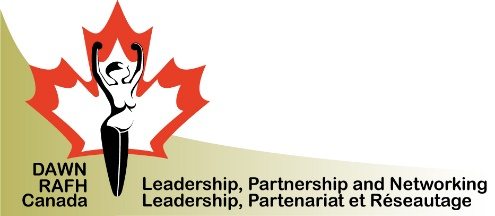 DAWN
RAFH
Canada
Leadership, Partnership and Networking
Leadership, Partenariat et Réseautage